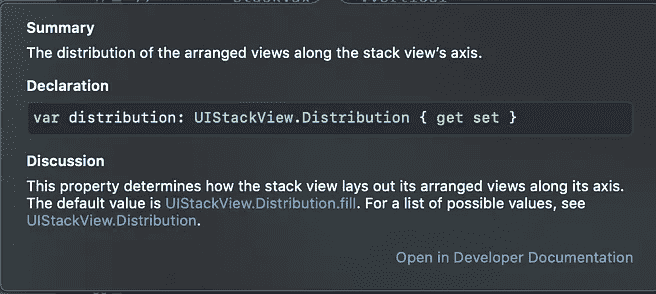 Summary
The distribution of the arranged views along the stack view's axis.
Declaration
var distribution: UIStackView.Distribution { get set }
Discussion
This property determines how the stack view lays out its arranged views along its axis.
The default value is UIStackView.Distribution.fill. For a list of possible values, see
UIStackView.Distribution.
Open in Developer Documentation